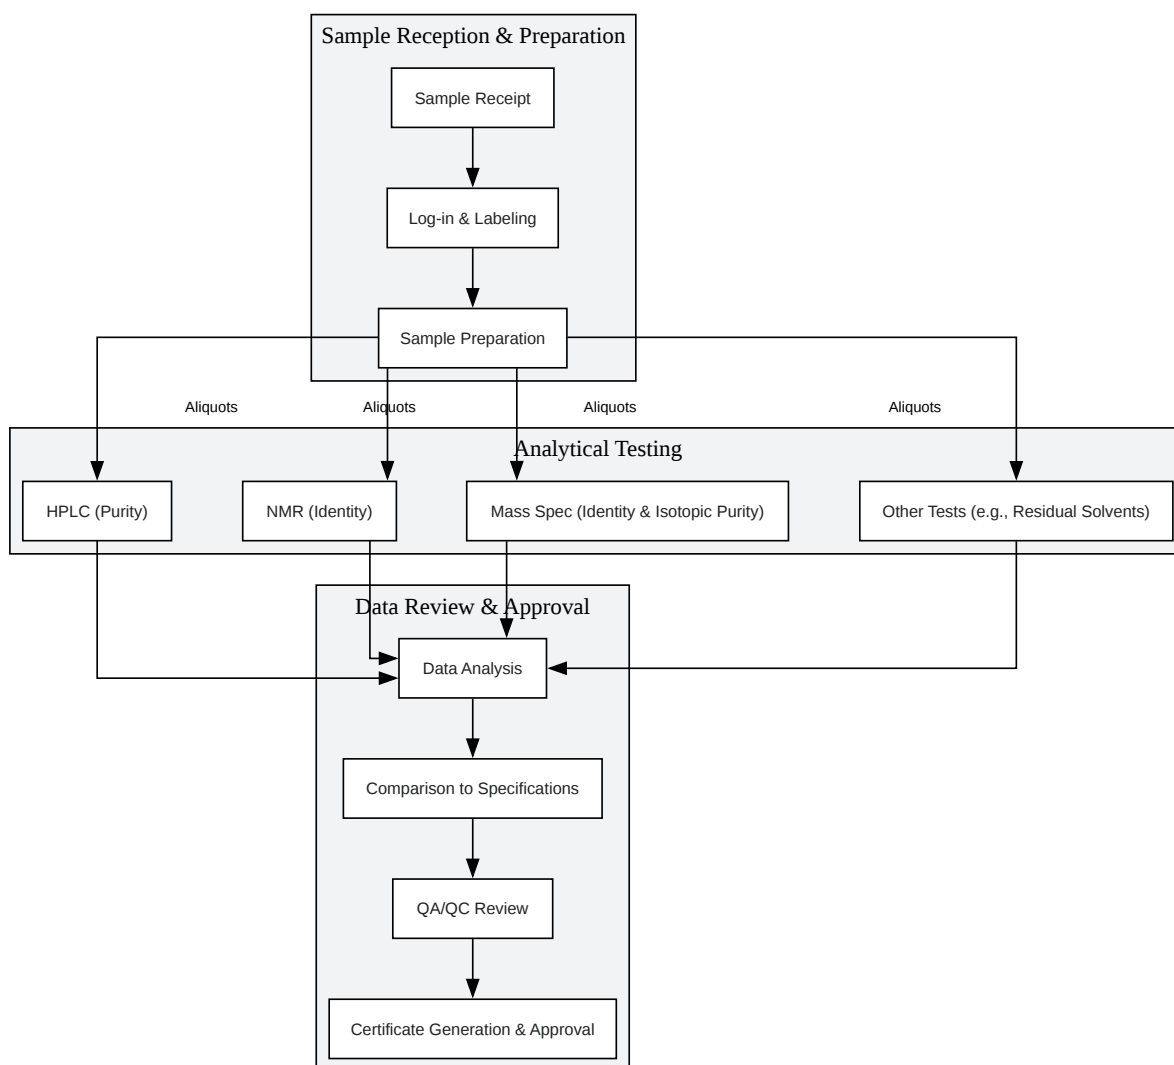 Sample Reception & Preparation
Sample Receipt
Log-in & Labeling
Sample Preparation
Aliquots
Aliquots
Aliquots
Aliquots
Analytical Testing
HPLC (Purity)
NMR (Identity)
Mass Spec (Identity & Isotopic Purity)
Other Tests (e.g., Residual Solvents)
Data Review & Approval
Data Analysis
Comparison to Specifications
QA/QC Review
Certificate Generation & Approval